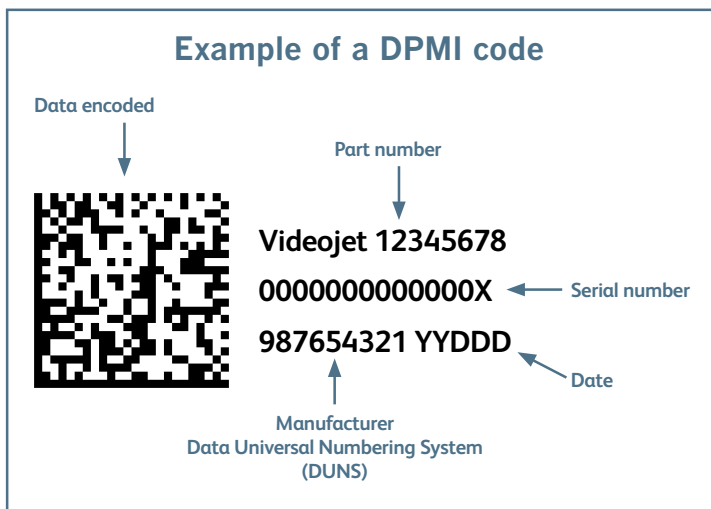 Example of a DPMI code
Data encoded
Part number
Videojet 12345678
0000000000000X
Serial number
987654321 YYDDD
Date
Manufacturer
Data Universal Numbering System
(DUNS)